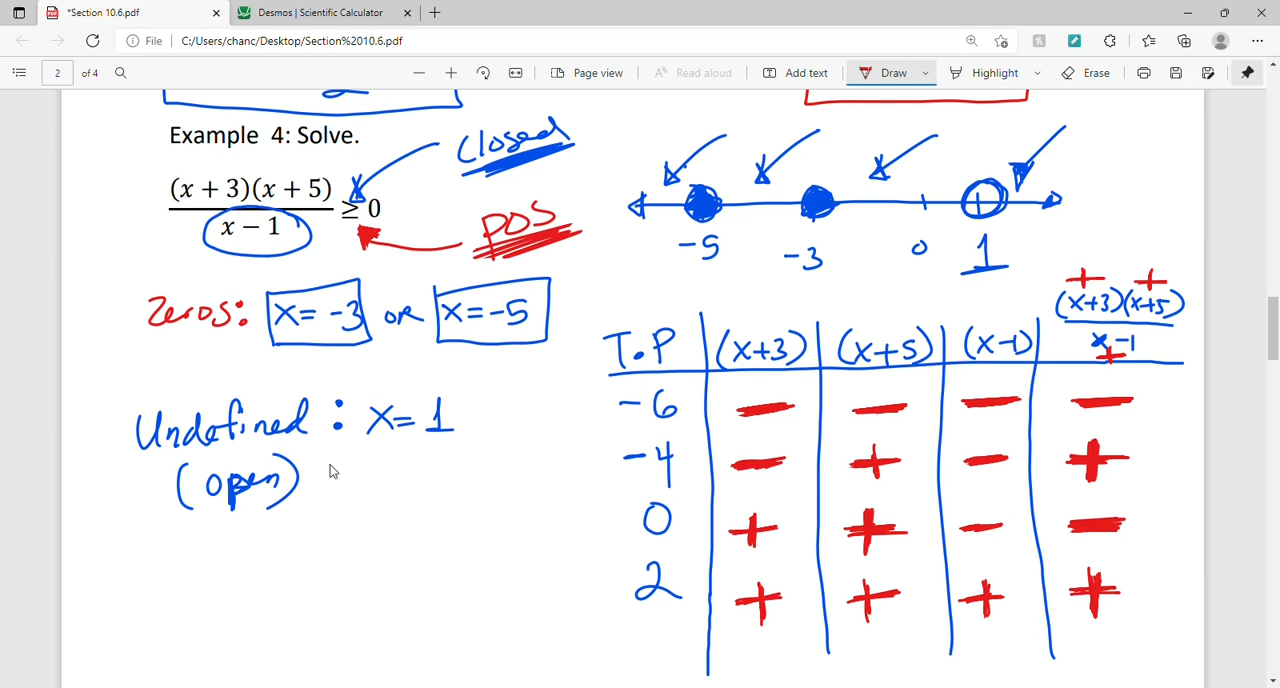 *Section 10.6.pdf
Desmos | Scientific Calculator
File
C:/Users/chanc/Desktop/Section%2010.6.pdf
2 of 4
Page view
Read aloud
Add text
Draw
Highlight
Erase
Example 4: Solve.
closed
(x + 3)(x + 5)
≥ 0
x − 1
POS
-5 -3 0 1
Zeros: x = -3 OR x = -5
Undefined : x = 1
(open)
+ +
(x+3)(x+5)
T.P (x+3) (x+5) (x-1) x-1
+
-6 − − − −
-4 − + − +
0 + + − −
2 + + + +